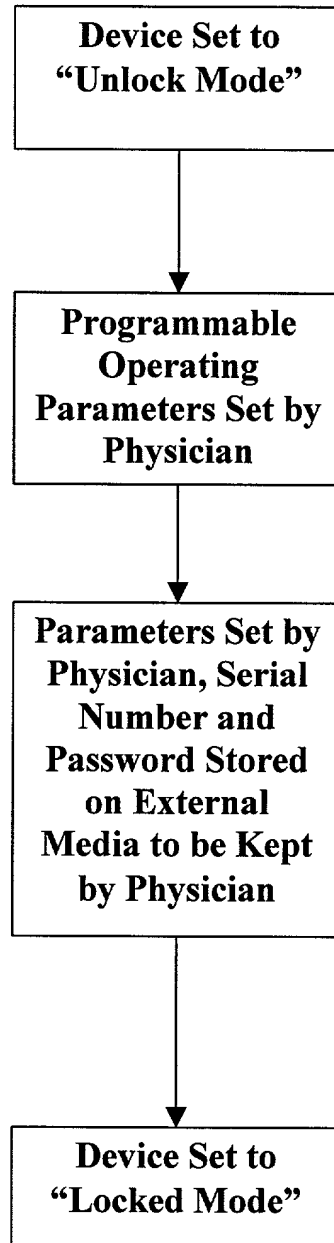 Device Set to
“Unlock Mode”
Programmable
Operating
Parameters Set by
Physician
Parameters Set by
Physician, Serial
Number and
Password Stored
on External
Media to be Kept
by Physician
Device Set to
“Locked Mode”